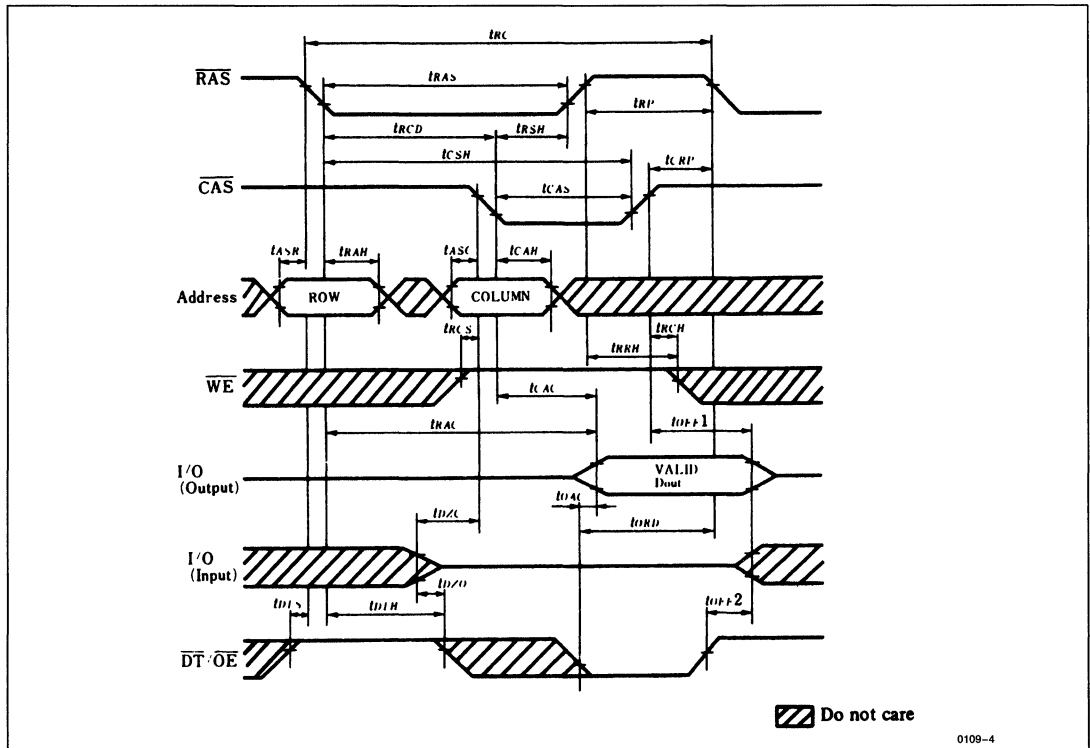 tRC
RAS
tRAS
tRP
tRCD
tRSH
tCSH
tCRP
CAS
tCAS
tASR
tRAH
tASC
tCAH
Address
ROW
COLUMN
tRCS
tRCH
tRRH
WE
tCAC
tRAC
tOFF1
I/O
(Output)
VALID
Dout
tOAC
tDZC
tORD
I/O
(Input)
tDZO
tDTS
tDTH
tOFF2
DT/OE
Do not care
0109-4